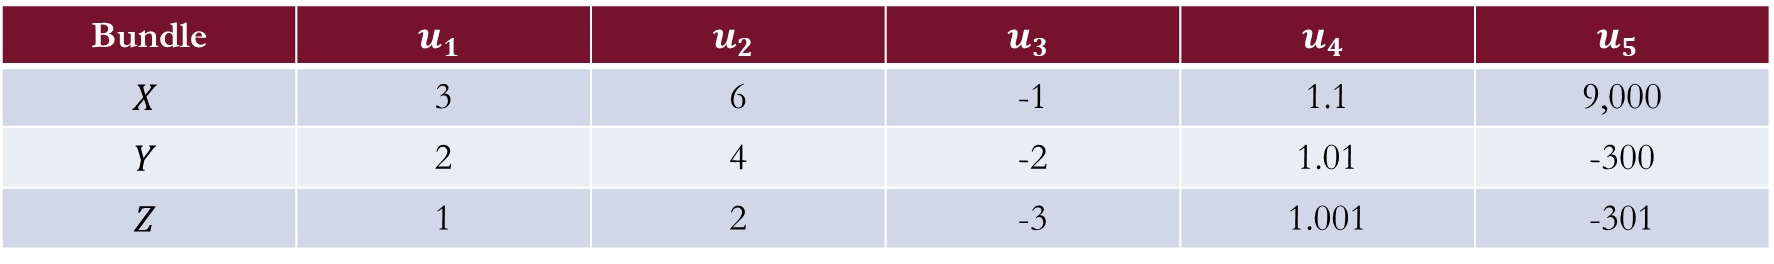 Bundle u₁ u₂ u₃ u₄ u₅
X 3 6 -1 1.1 9,000
Y 2 4 -2 1.01 -300
Z 1 2 -3 1.001 -301